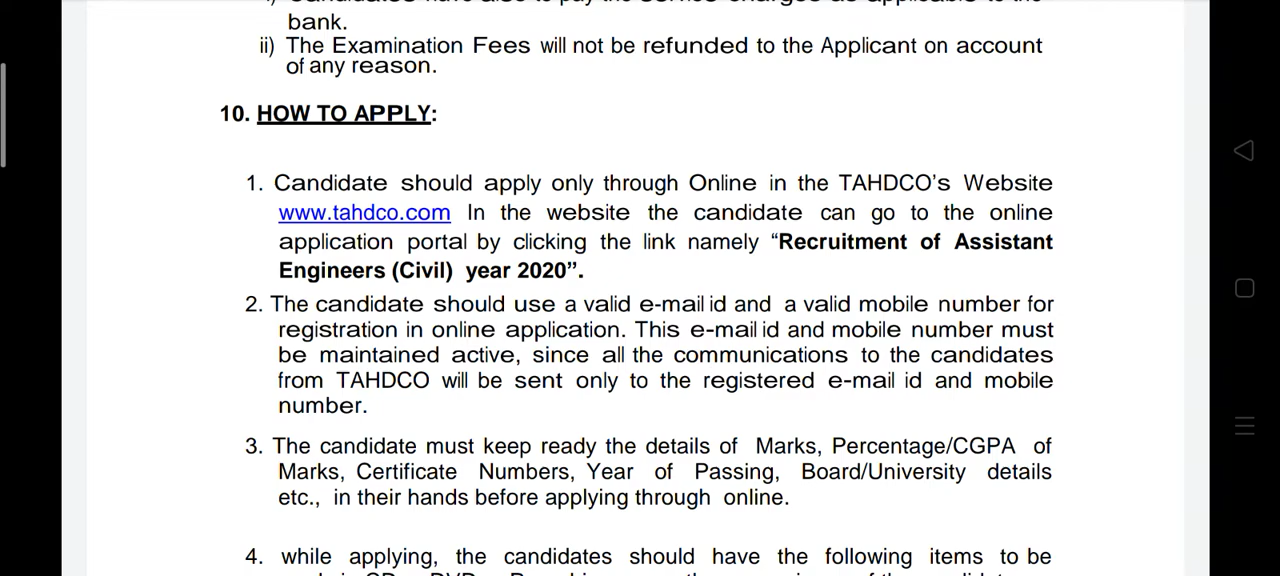 bank.
ii) The Examination Fees will not be refunded to the Applicant on account
of any reason.
10. HOW TO APPLY:
1. Candidate should apply only through Online in the TAHDCO's Website
www.tahdco.com In the website the candidate can go to the online
application portal by clicking the link namely “Recruitment of Assistant
Engineers (Civil) year 2020”.
2. The candidate should use a valid e-mail id and a valid mobile number for
registration in online application. This e-mail id and mobile number must
be maintained active, since all the communications to the candidates
from TAHDCO will be sent only to the registered e-mail id and mobile
number.
3. The candidate must keep ready the details of Marks, Percentage/CGPA of
Marks, Certificate Numbers, Year of Passing, Board/University details
etc., in their hands before applying through online.
4. while applying, the candidates should have the following items to be